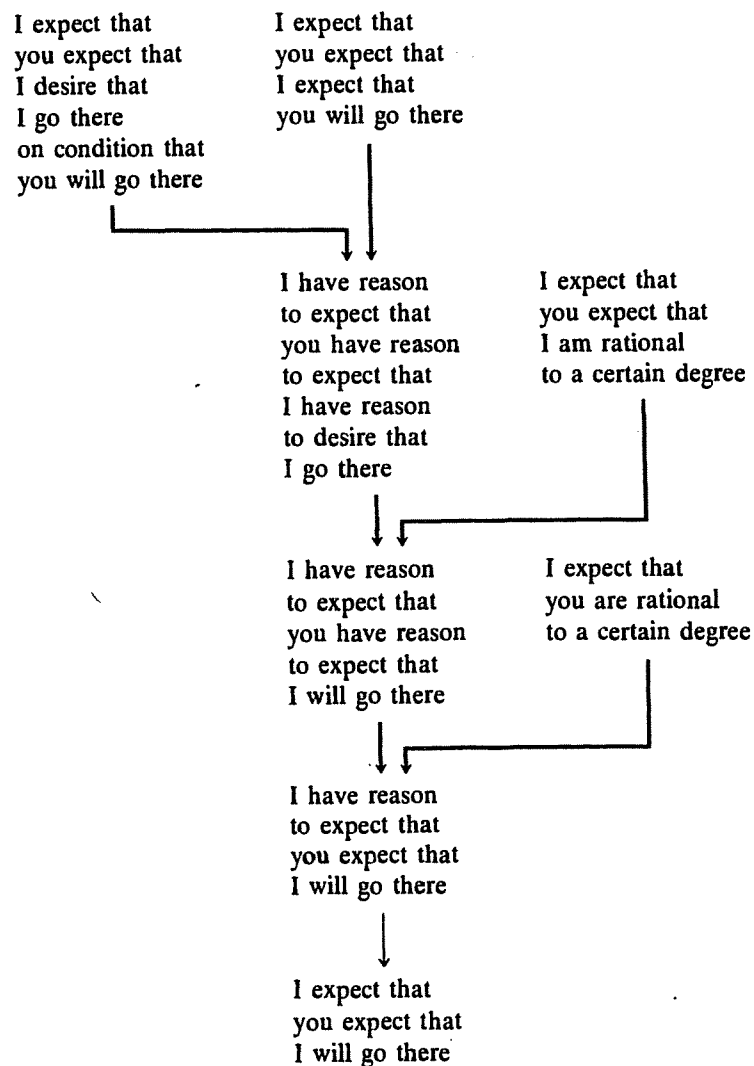 I expect that
you expect that
I desire that
I go there
on condition that
you will go there
I expect that
you expect that
I expect that
you will go there
I have reason
to expect that
you have reason
to expect that
I have reason
to desire that
I go there
I expect that
you expect that
I am rational
to a certain degree
I have reason
to expect that
you have reason
to expect that
I will go there
I expect that
you are rational
to a certain degree
I have reason
to expect that
you expect that
I will go there
I expect that
you expect that
I will go there